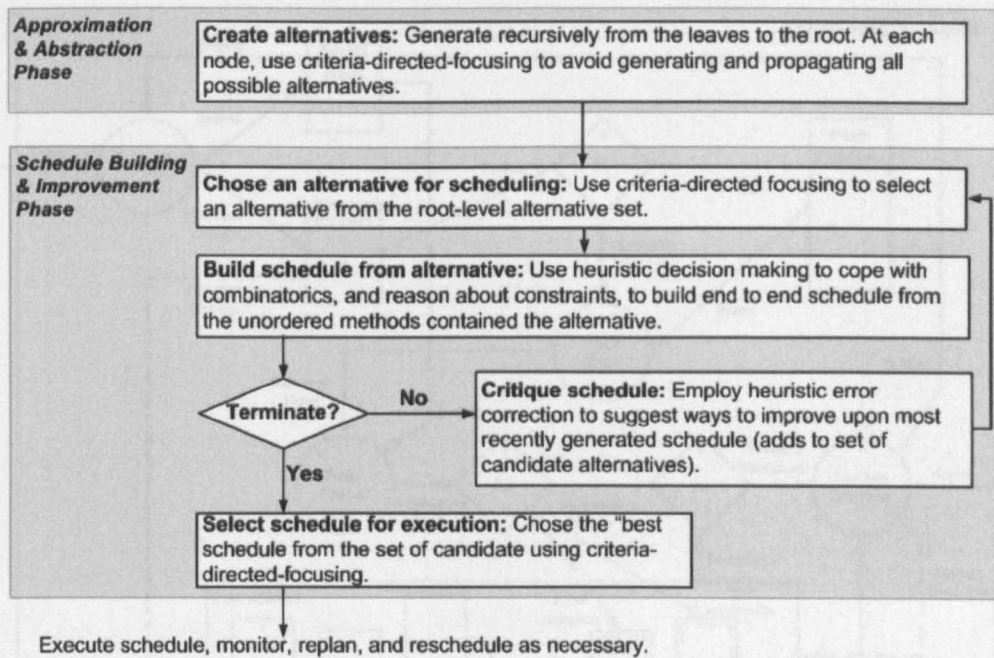 Approximation
& Abstraction
Phase
Create alternatives: Generate recursively from the leaves to the root. At each
node, use criteria-directed-focusing to avoid generating and propagating all
possible alternatives.
Schedule Building
& Improvement
Phase
Chose an alternative for scheduling: Use criteria-directed focusing to select
an alternative from the root-level alternative set.
Build schedule from alternative: Use heuristic decision making to cope with
combinatorics, and reason about constraints, to build end to end schedule from
the unordered methods contained the alternative.
Terminate?
No
Critique schedule: Employ heuristic error
correction to suggest ways to improve upon most
recently generated schedule (adds to set of
candidate alternatives).
Yes
Select schedule for execution: Chose the "best
schedule from the set of candidate using criteria-
directed-focusing.
Execute schedule, monitor, replan, and reschedule as necessary.